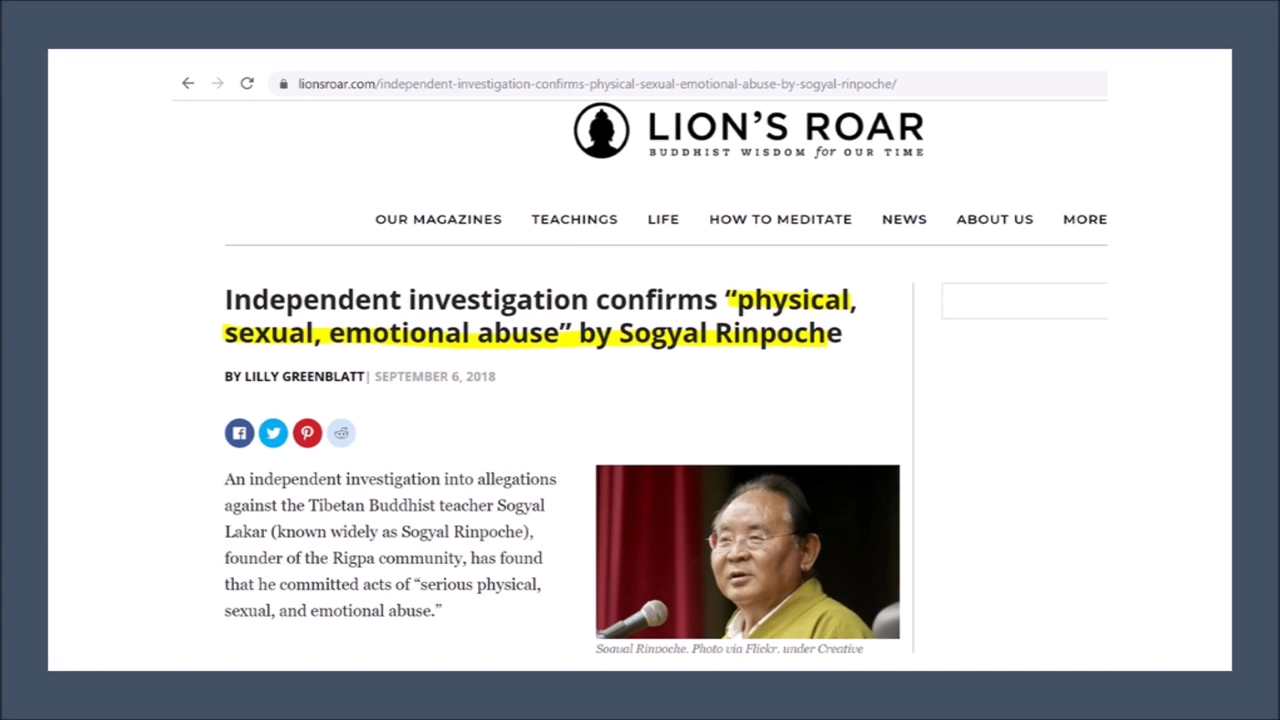 lionsroar.com/independent-investigation-confirms-physical-sexual-emotional-abuse-by-sogyal-rinpoche/
LION'S ROAR
BUDDHIST WISDOM for OUR TIME
OUR MAGAZINES TEACHINGS LIFE HOW TO MEDITATE NEWS ABOUT US MORE
Independent investigation confirms “physical,
sexual, emotional abuse” by Sogyal Rinpoche
BY LILLY GREENBLATT| SEPTEMBER 6, 2018
An independent investigation into allegations
against the Tibetan Buddhist teacher Sogyal
Lakar (known widely as Sogyal Rinpoche),
founder of the Rigpa community, has found
that he committed acts of “serious physical,
sexual, and emotional abuse.”
Sogyal Rinpoche. Photo via Flickr, under Creative